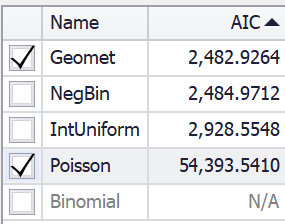 Name AIC
Geomet 2,482.9264
NegBin 2,484.9712
IntUniform 2,928.5548
Poisson 54,393.5410
Binomial N/A